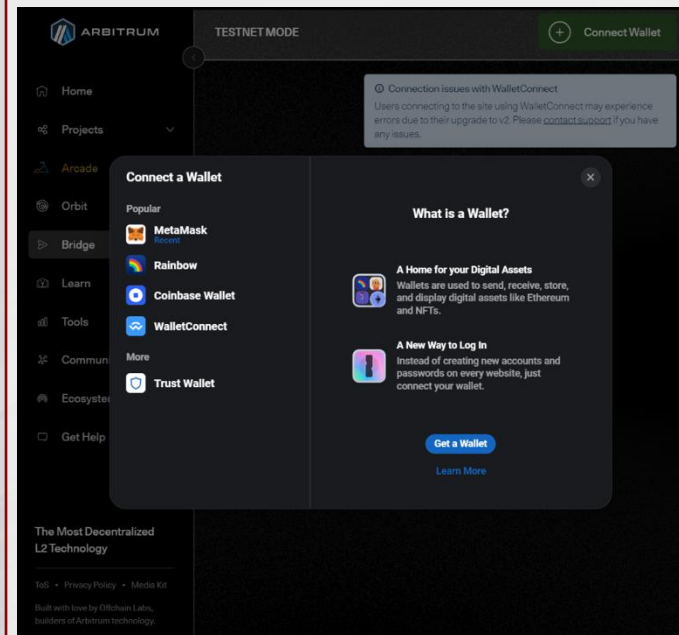 ARBITRUM
TESTNET MODE
Connect Wallet
Home
Projects
Arcade
Orbit
Bridge
Learn
Tools
Commun
Ecosyste
Get Help
The Most Decentralized
L2 Technology
ToS • Privacy Policy • Media Kit
Built with love by Offchain Labs,
builders of Arbitrum technology.
Connection issues with WalletConnect
Users connecting to the site using WalletConnect may experience
errors due to their upgrade to v2. Please contact support if you have
any issues.
Connect a Wallet
Popular
MetaMask
Recent
Rainbow
Coinbase Wallet
WalletConnect
More
Trust Wallet
What is a Wallet?
A Home for your Digital Assets
Wallets are used to send, receive, store,
and display digital assets like Ethereum
and NFTs.
A New Way to Log In
Instead of creating new accounts and
passwords on every website, just
connect your wallet.
Get a Wallet
Learn More